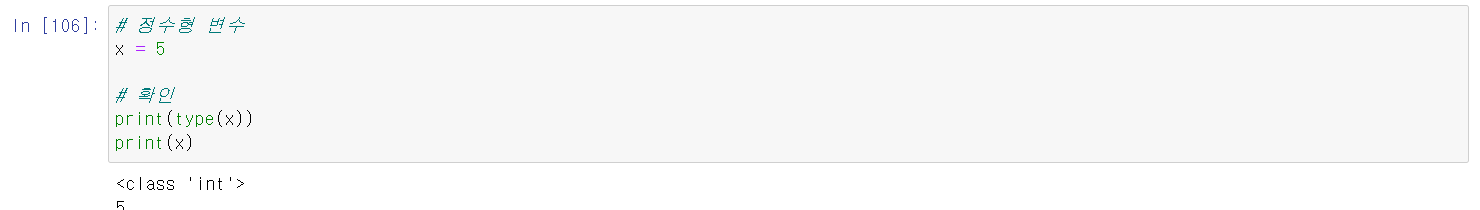 In [106]: # 정수형 변수
x = 5
# 확인
print(type(x))
print(x)
<class 'int'>
5